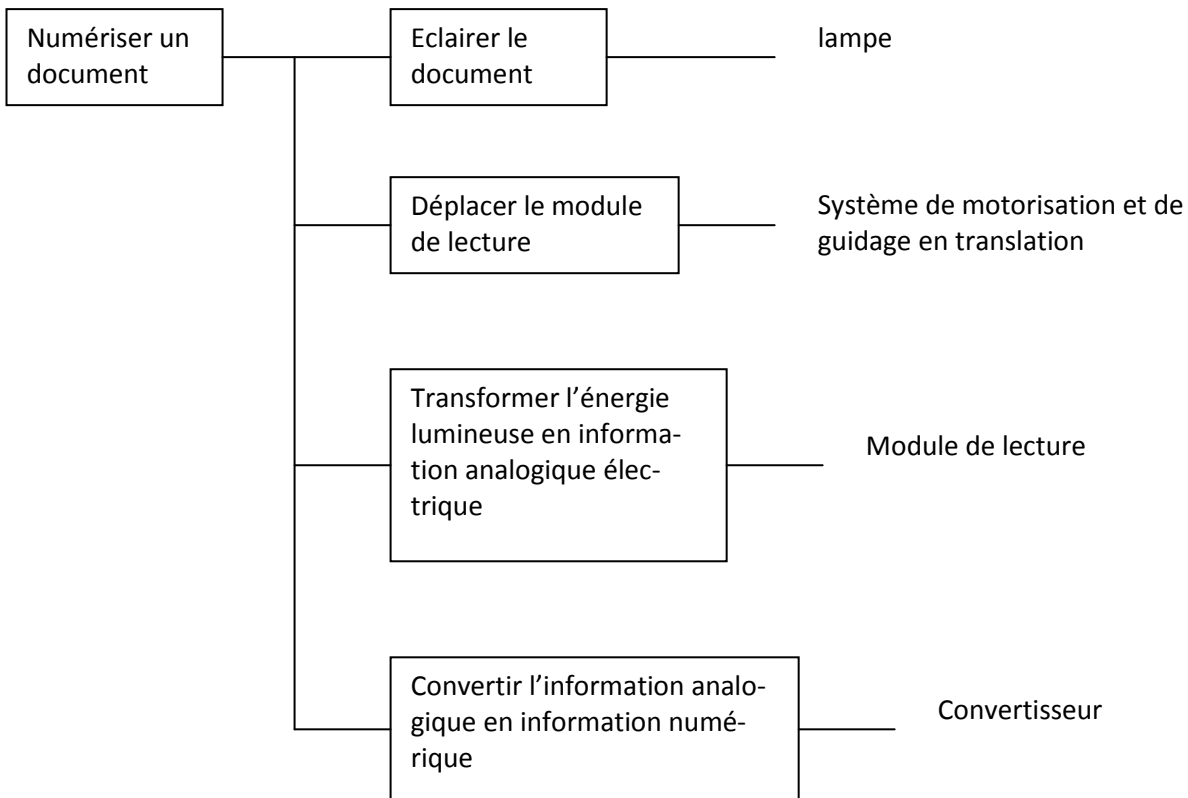 Numériser un
document
Eclairer le
document
lampe
Déplacer le module
de lecture
Système de motorisation et de
guidage en translation
Transformer l’énergie
lumineuse en informa-
tion analogique élec-
trique
Module de lecture
Convertir l’information analo-
gique en information numé-
rique
Convertisseur